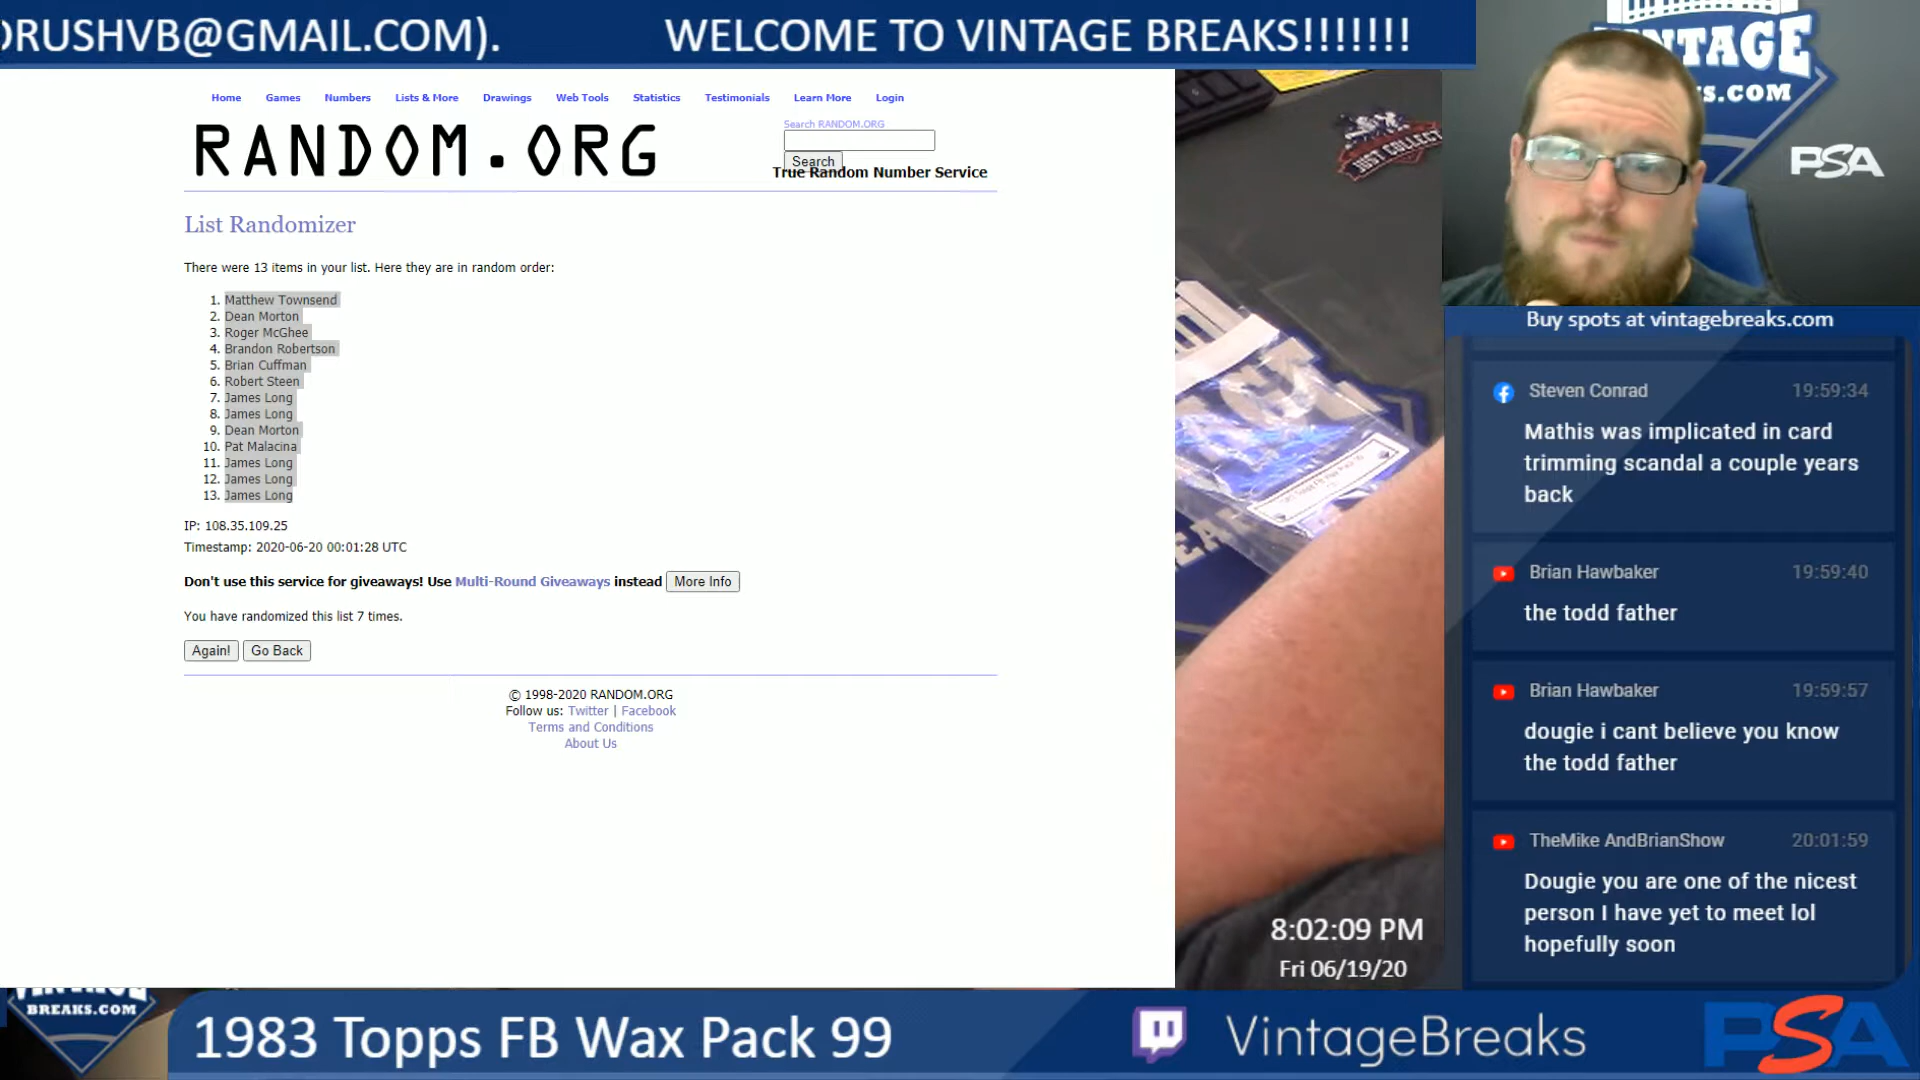 DRUSHVB@GMAIL.COM). WELCOME TO VINTAGE BREAKS!!!!!!!
Home Games Numbers Lists & More Drawings Web Tools Statistics Testimonials Learn More Login
RANDOM.ORG
Search RANDOM.ORG
Search
True Random Number Service
List Randomizer
There were 13 items in your list. Here they are in random order:
1. Matthew Townsend
2. Dean Morton
3. Roger McGhee
4. Brandon Robertson
5. Brian Cuffman
6. Robert Steen
7. James Long
8. James Long
9. Dean Morton
10. Pat Malacina
11. James Long
12. James Long
13. James Long
IP: 108.35.109.25
Timestamp: 2020-06-20 00:01:28 UTC
Don't use this service for giveaways! Use Multi-Round Giveaways instead More Info
You have randomized this list 7 times.
Again! Go Back
© 1998-2020 RANDOM.ORG
Follow us: Twitter | Facebook
Terms and Conditions
About Us
JUST COLLECT
8:02:09 PM
Fri 06/19/20
VINTAGE
S.COM
PSA
Buy spots at vintagebreaks.com
Steven Conrad 19:59:34
Mathis was implicated in card
trimming scandal a couple years
back
Brian Hawbaker 19:59:40
the todd father
Brian Hawbaker 19:59:57
dougie i cant believe you know
the todd father
TheMike AndBrianShow 20:01:59
Dougie you are one of the nicest
person I have yet to meet lol
hopefully soon
VINTAGE
BREAKS.COM
1983 Topps FB Wax Pack 99
VintageBreaks
PSA